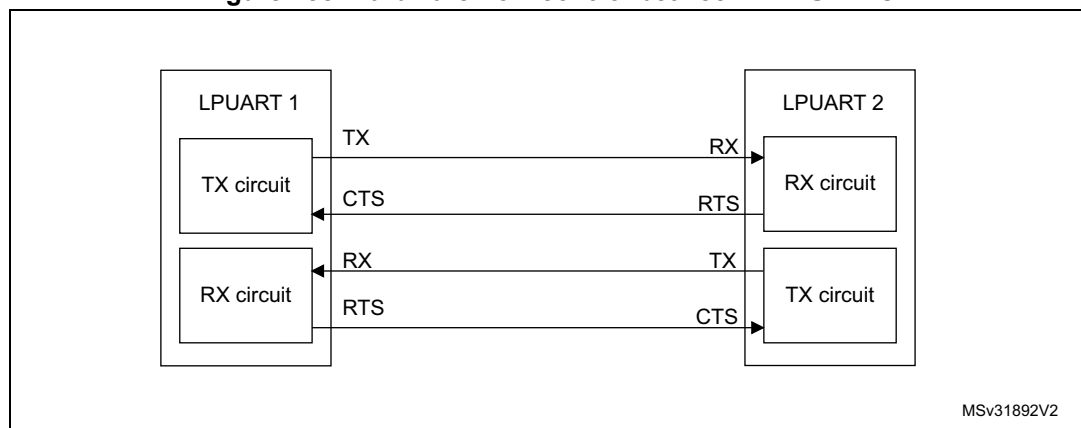 LPUART 1
LPUART 2
TX
RX
TX circuit
RX circuit
CTS
RTS
RX
TX
RX circuit
TX circuit
RTS
CTS
MSv31892V2